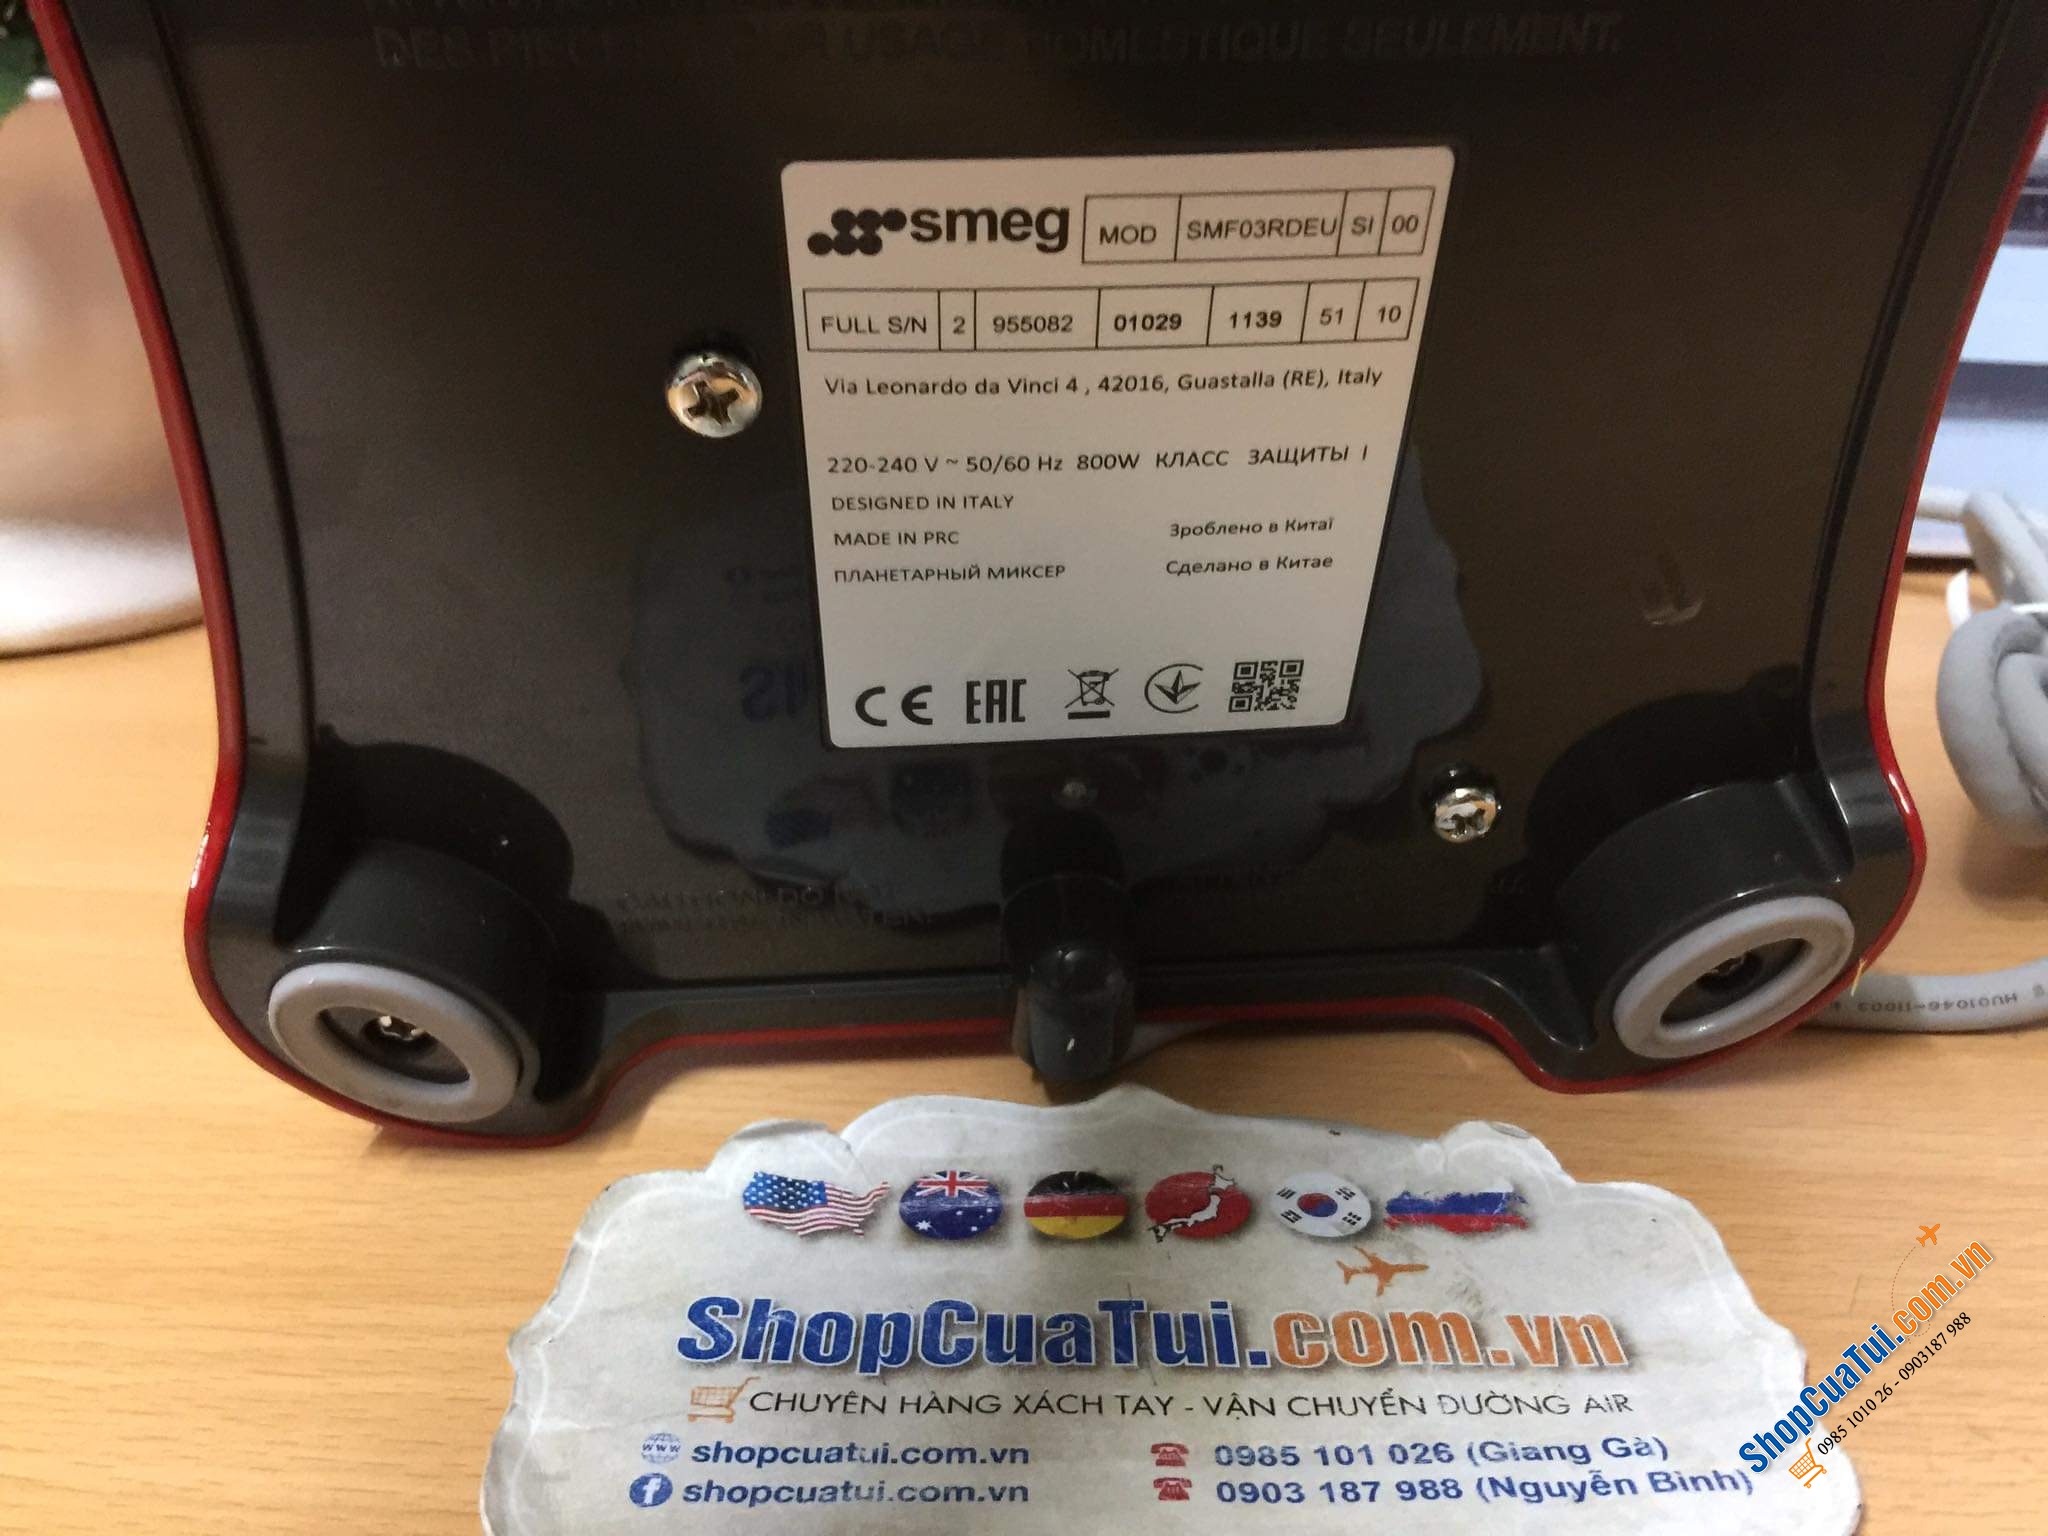 USAGE DOMESTIQUE SEULEMENT.
smeg MOD SMF03RDEU SI 00
FULL S/N 2 955082 01029 1139 51 10
Via Leonardo da Vinci 4 , 42016, Guastalla (RE), Italy
220-240 V ~ 50/60 Hz 800W КЛАСС ЗАЩИТЫ I
DESIGNED IN ITALY
MADE IN PRC Зроблено в Китаї
ПЛАНЕТАРНЫЙ МИКСЕР Сделано в Китае
CE EAC
ShopCuaTui.com.vn
CHUYÊN HÀNG XÁCH TAY - VẬN CHUYỂN ĐƯỜNG AIR
www shopcuatui.com.vn 0985 101 026 (Giang Gà)
f shopcuatui.com.vn 0903 187 988 (Nguyễn Bình)
ShopCuaTui.com.vn
0985 1010 26 - 0903187 988